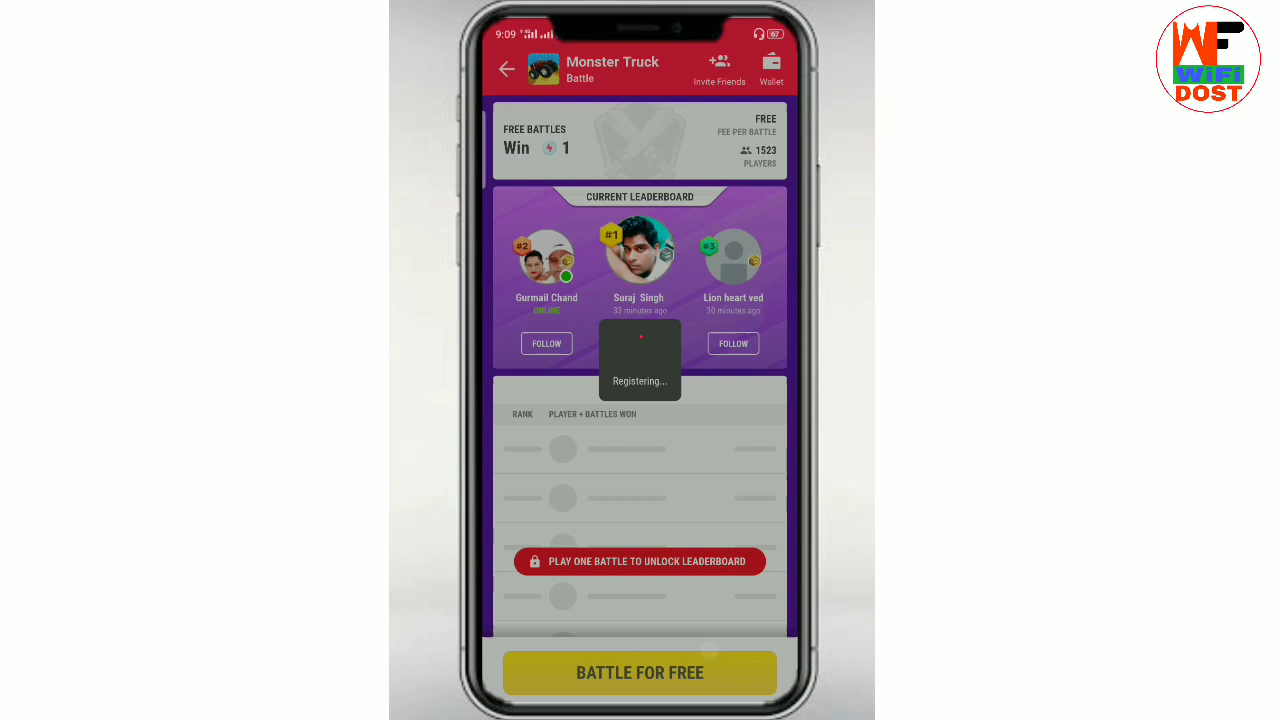 9:09
67
Monster Truck
Battle
Invite Friends
Wallet
FREE BATTLES
Win 1
FREE
FEE PER BATTLE
1523
PLAYERS
CURRENT LEADERBOARD
#2
#1
#3
Gurmail Chand
ONLINE
FOLLOW
Suraj Singh
33 minutes ago
Lion heart ved
30 minutes ago
FOLLOW
Registering...
RANK PLAYER + BATTLES WON
PLAY ONE BATTLE TO UNLOCK LEADERBOARD
BATTLE FOR FREE
WF
WiFi
DOST